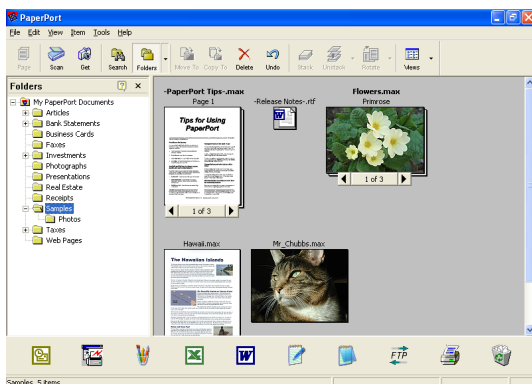 PaperPort
File Edit View Item Tools Help
Page Scan Get Search Folders Move To Copy To Delete Undo Stack Unstack Rotate Views
Folders
My PaperPort Documents
Articles
Bank Statements
Business Cards
Faxes
Investments
Photographs
Presentations
Real Estate
Receipts
Samples
Photos
Taxes
Web Pages
-PaperPort Tips-.max
Page 1
Tips for Using
PaperPort
1 of 3
-Release Notes-.rtf
Flowers.max
Primrose
1 of 3
Hawaii.max
The Hawaiian Islands
Mr_Chubbs.max
FTP
Samples, 5 items